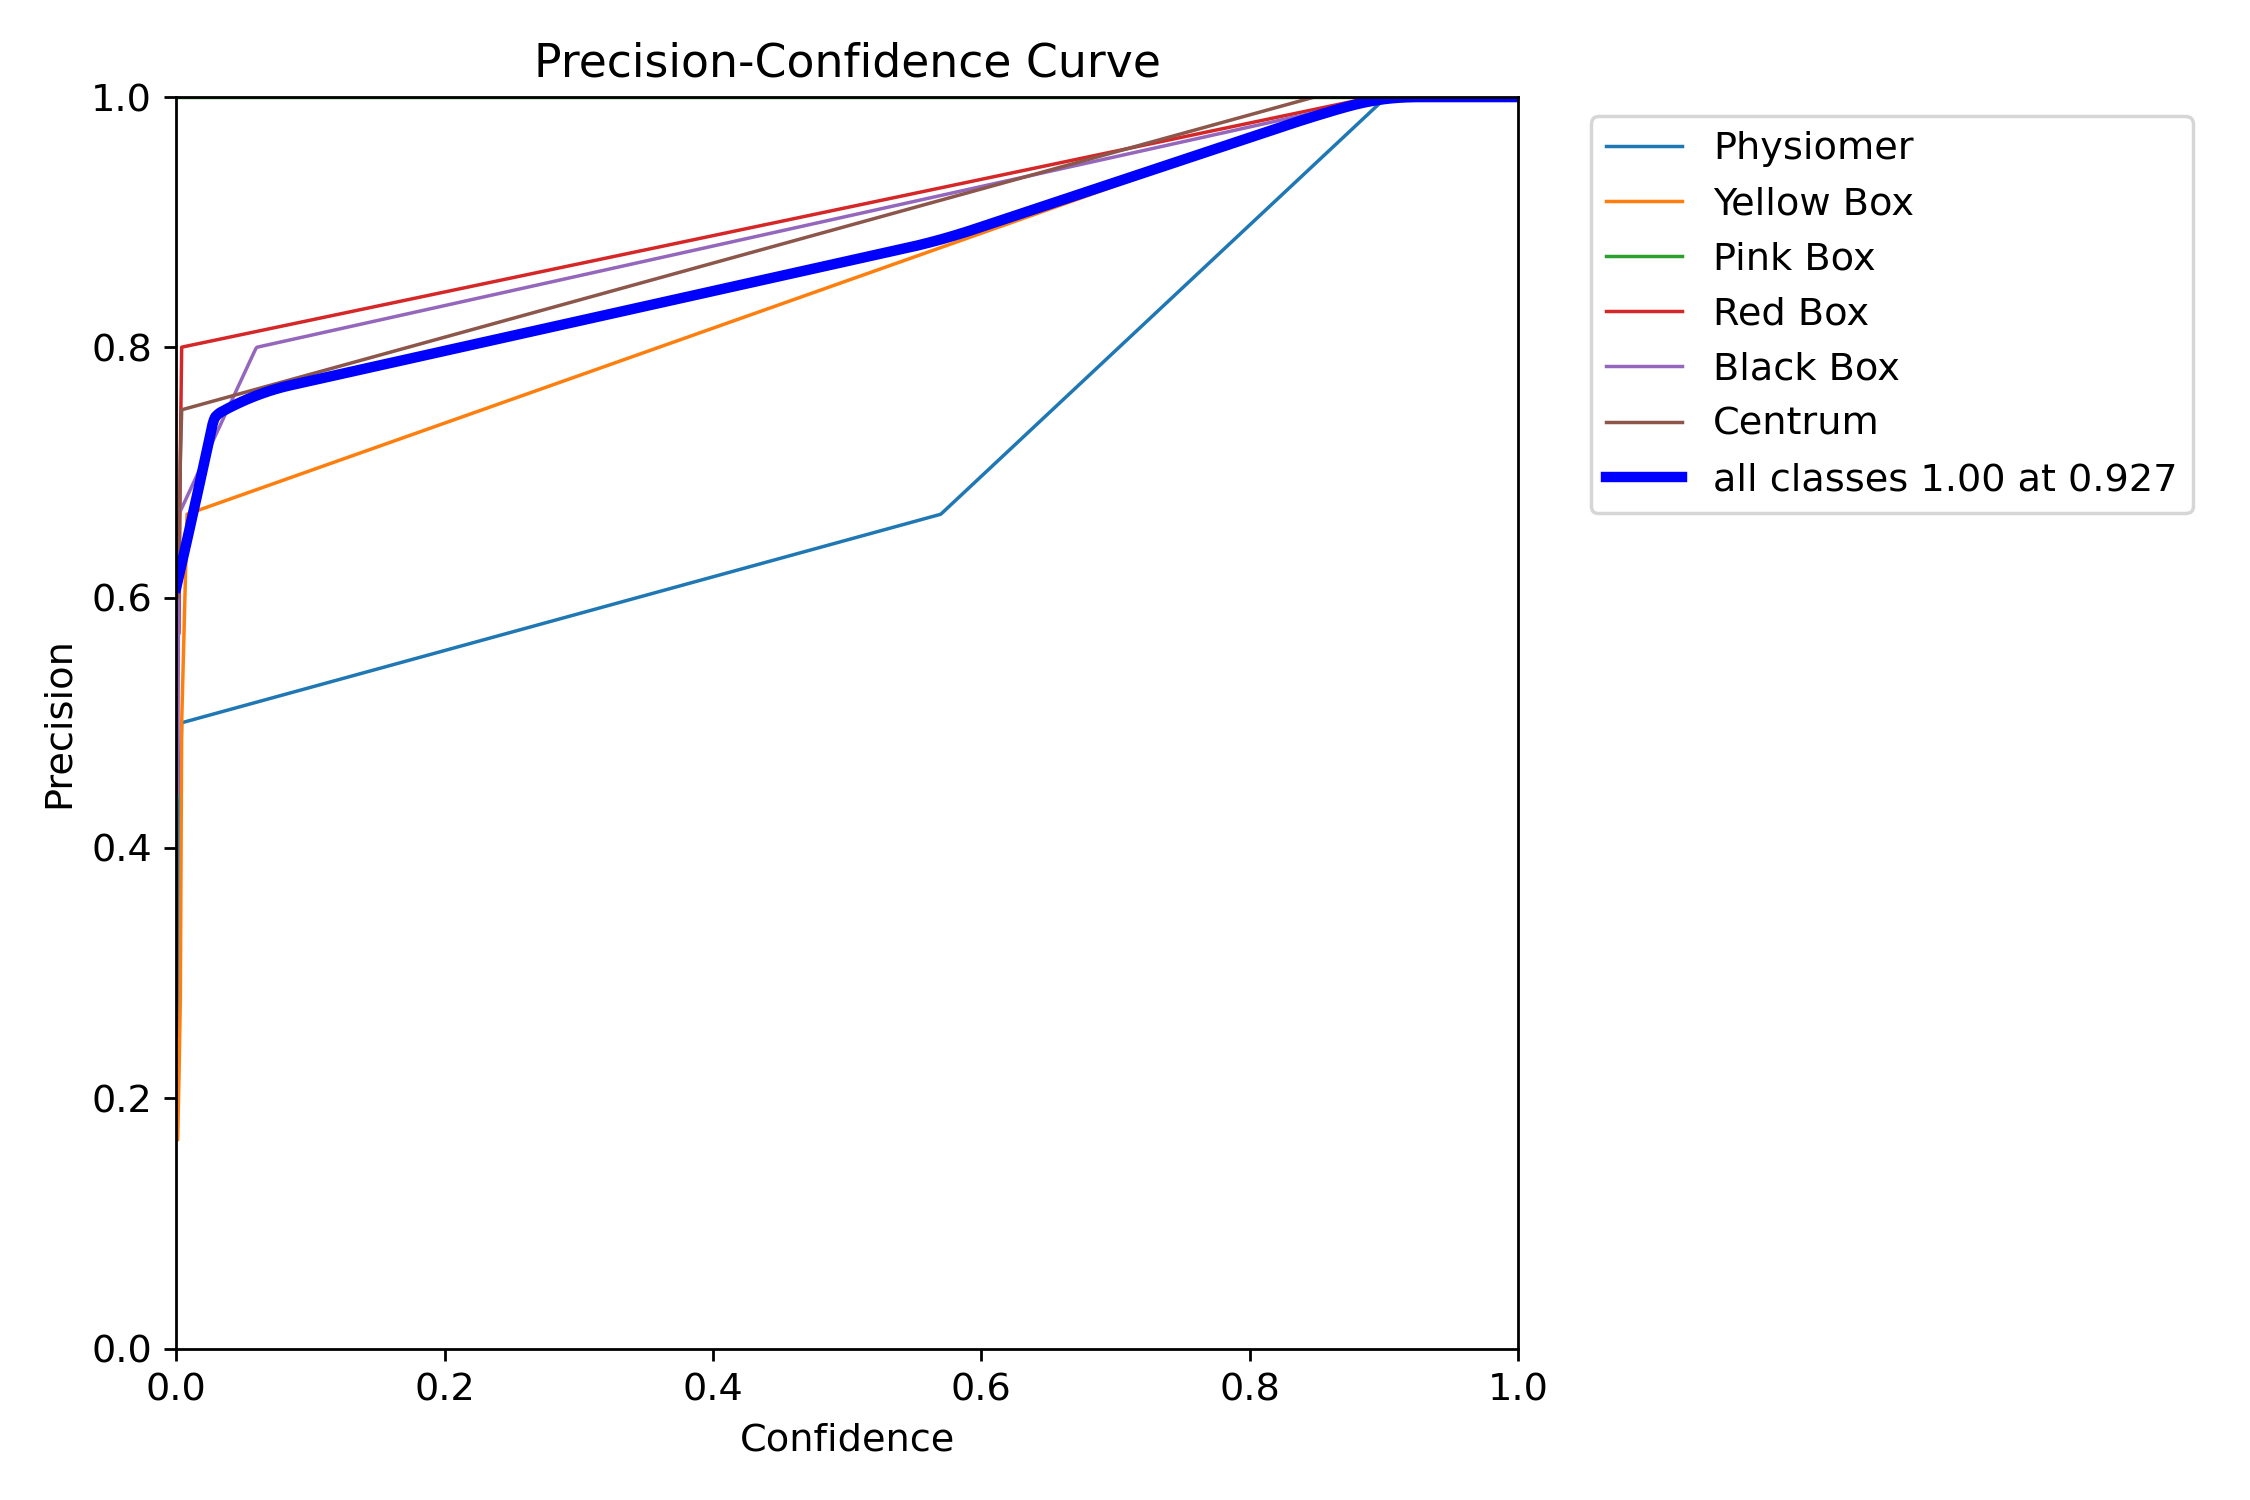 Precision-Confidence Curve
1.0
0.8
0.6
0.4
0.2
0.0
Precision
0.0 0.2 0.4 0.6 0.8 1.0
Confidence
Physiomer
Yellow Box
Pink Box
Red Box
Black Box
Centrum
all classes 1.00 at 0.927